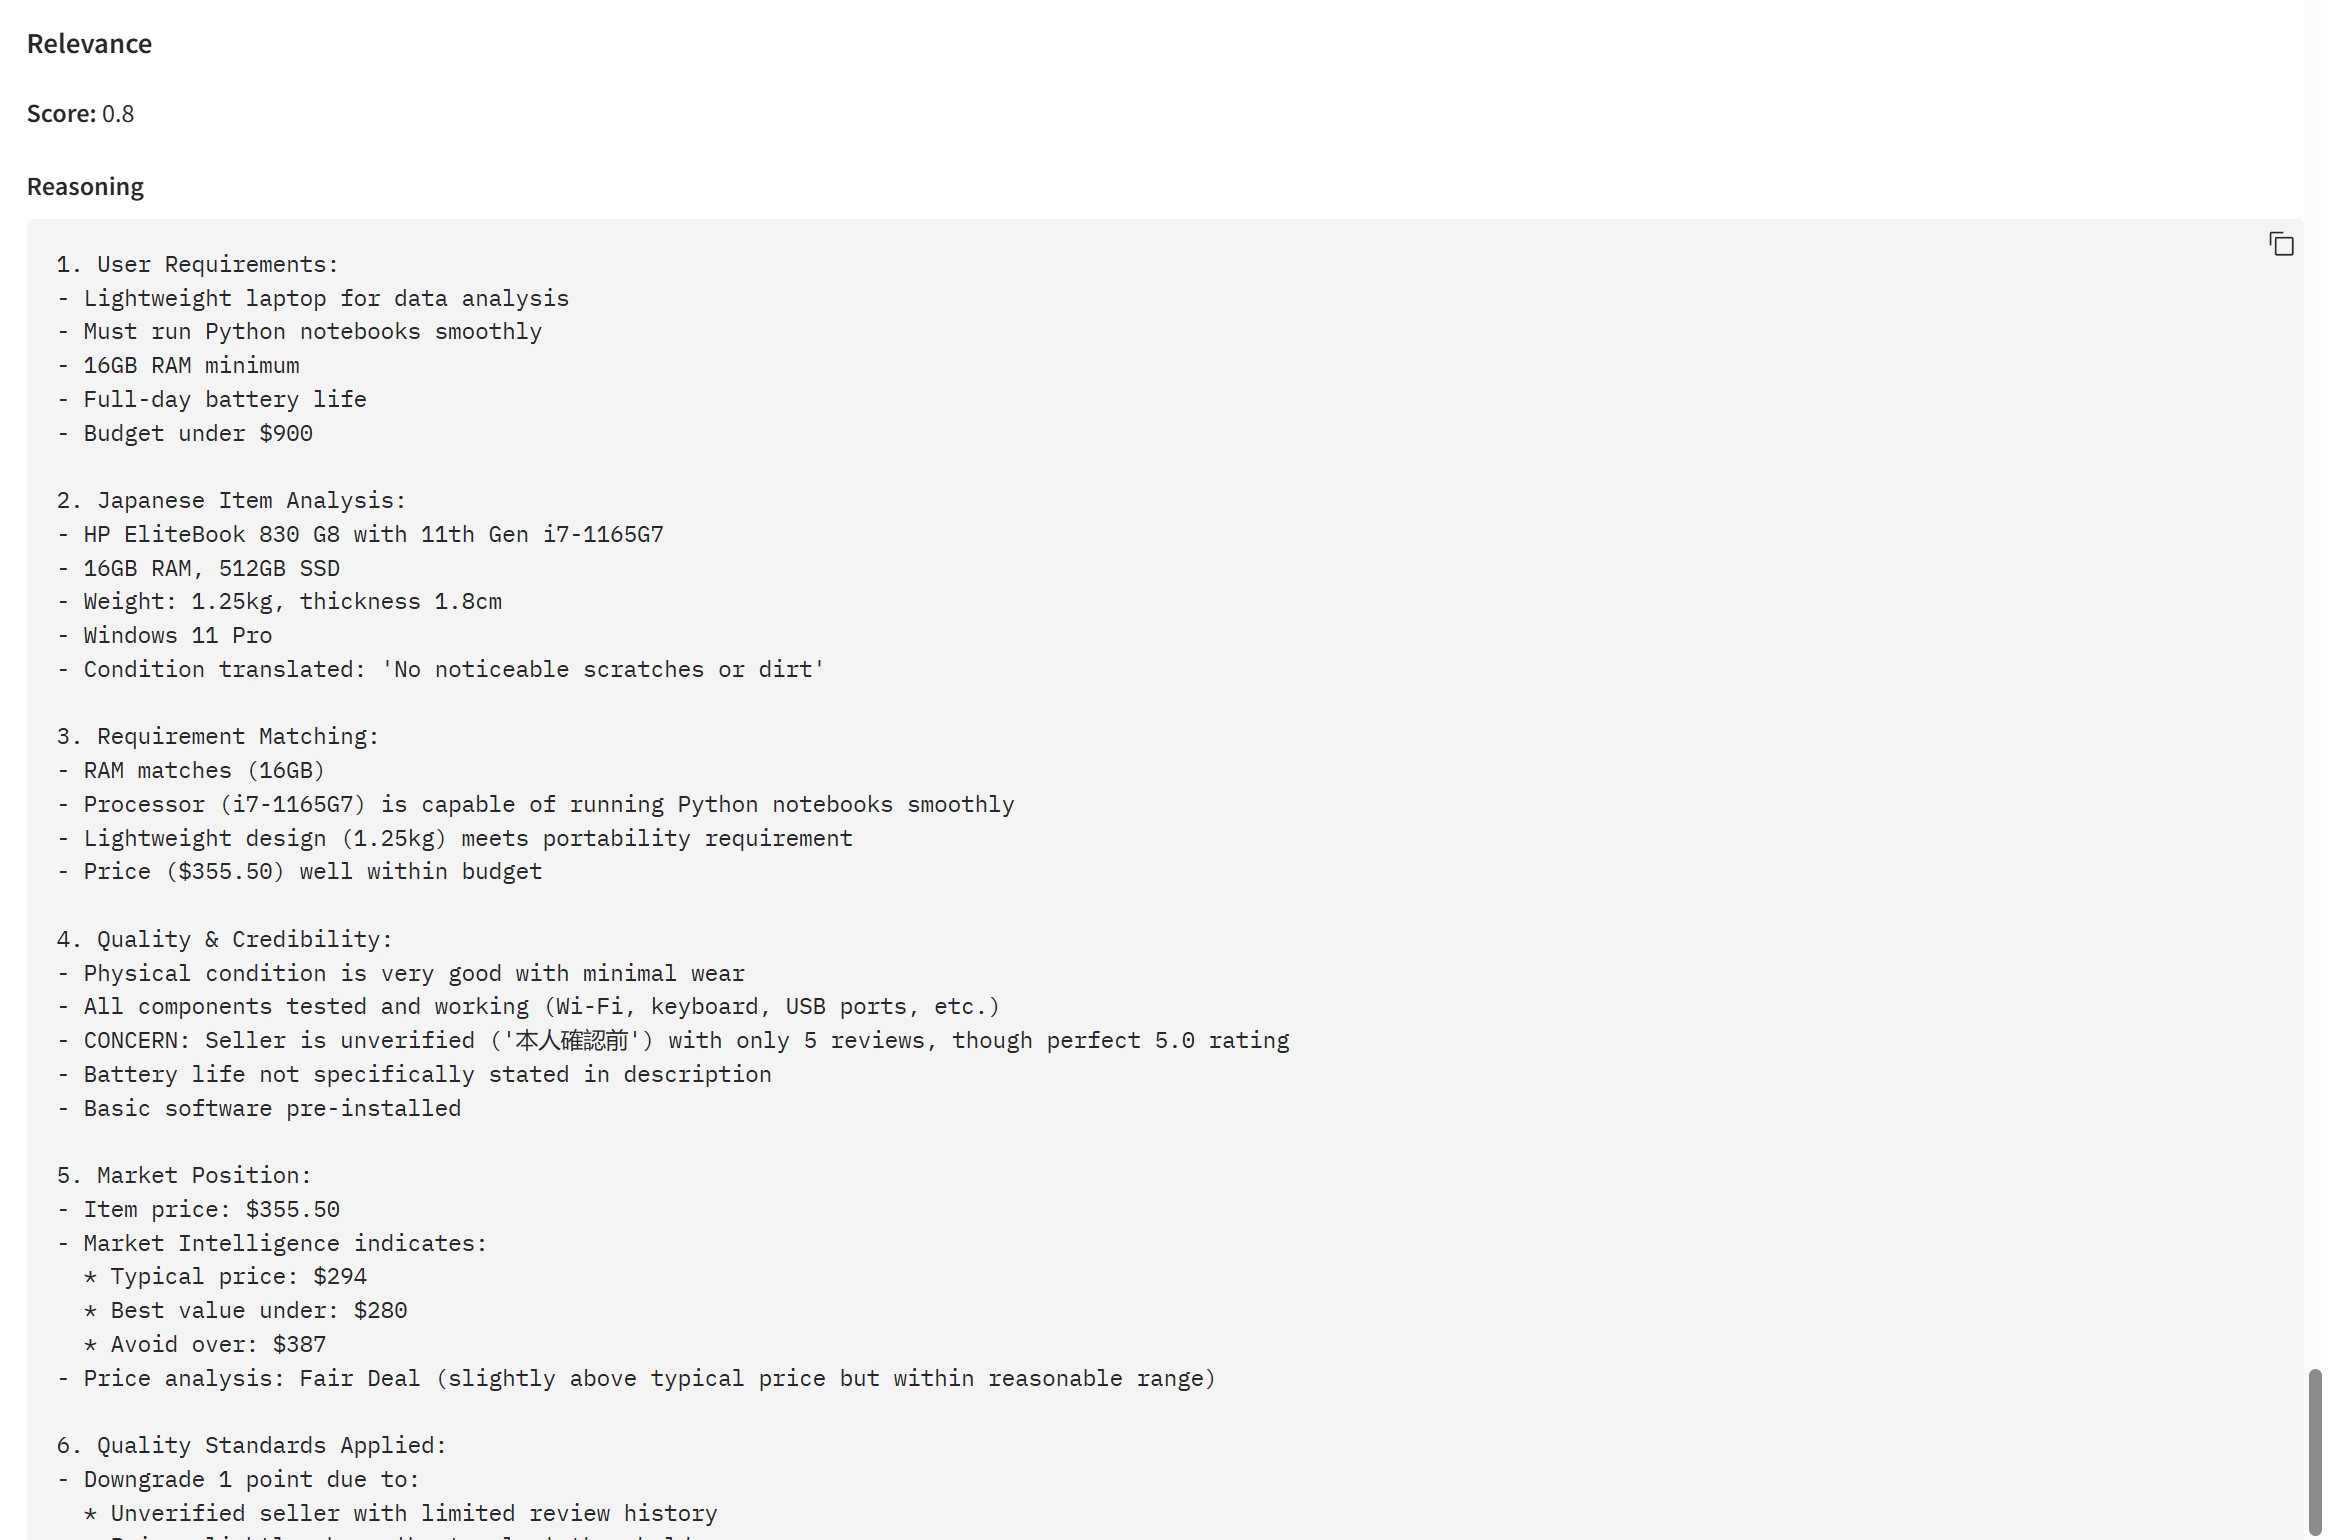 Relevance
Score: 0.8
Reasoning
1. User Requirements:
- Lightweight laptop for data analysis
- Must run Python notebooks smoothly
- 16GB RAM minimum
- Full-day battery life
- Budget under $900
2. Japanese Item Analysis:
- HP EliteBook 830 G8 with 11th Gen i7-1165G7
- 16GB RAM, 512GB SSD
- Weight: 1.25kg, thickness 1.8cm
- Windows 11 Pro
- Condition translated: 'No noticeable scratches or dirt'
3. Requirement Matching:
- RAM matches (16GB)
- Processor (i7-1165G7) is capable of running Python notebooks smoothly
- Lightweight design (1.25kg) meets portability requirement
- Price ($355.50) well within budget
4. Quality & Credibility:
- Physical condition is very good with minimal wear
- All components tested and working (Wi-Fi, keyboard, USB ports, etc.)
- CONCERN: Seller is unverified ('本人確認前') with only 5 reviews, though perfect 5.0 rating
- Battery life not specifically stated in description
- Basic software pre-installed
5. Market Position:
- Item price: $355.50
- Market Intelligence indicates:
* Typical price: $294
* Best value under: $280
* Avoid over: $387
- Price analysis: Fair Deal (slightly above typical price but within reasonable range)
6. Quality Standards Applied:
- Downgrade 1 point due to:
* Unverified seller with limited review history